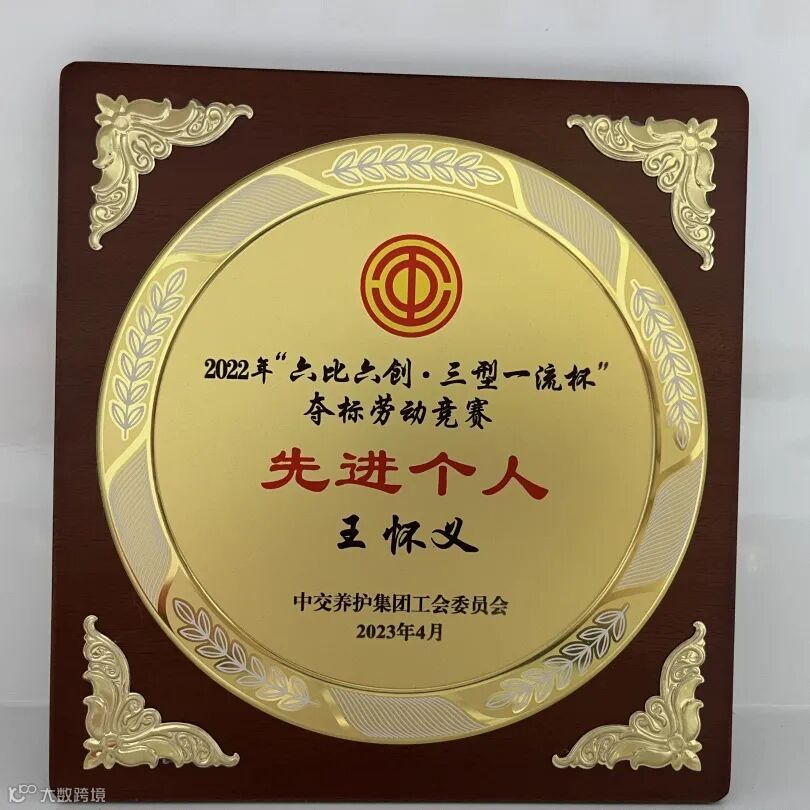 2022年“六比六创·三型一流杯”
夺标劳动竞赛
先进个人
王怀义
中交养护集团工会委员会
2023年4月
大数跨境